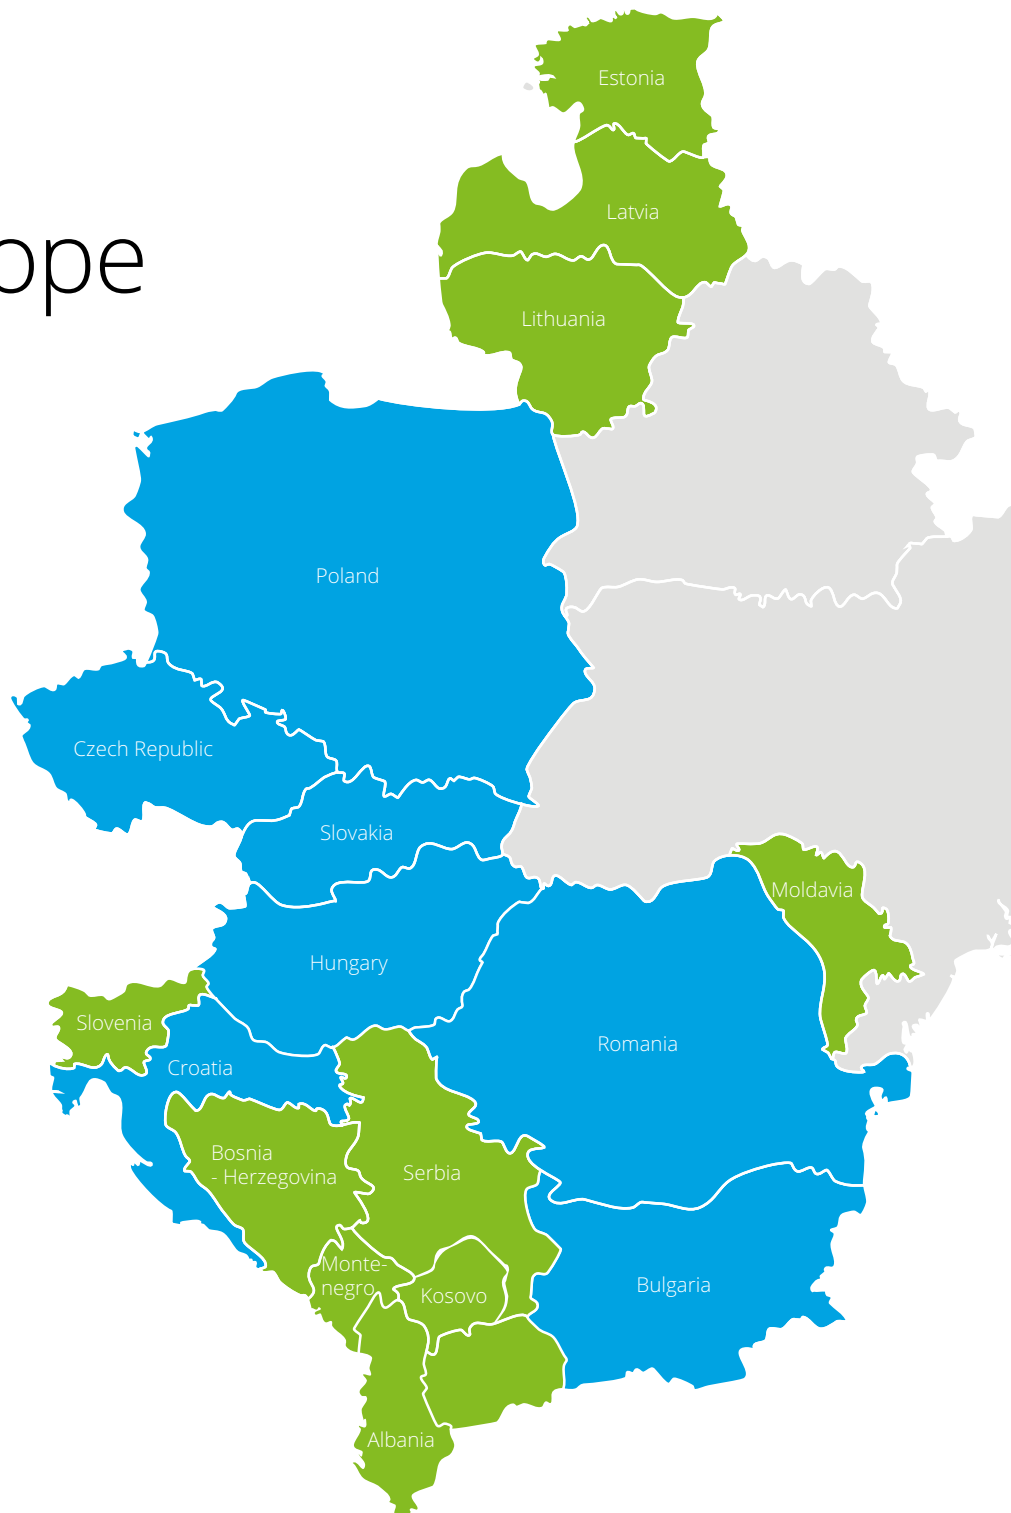 Estonia
Latvia
ope
Lithuania
Poland
Czech Republic
Slovakia
Moldavia
Hungary
Slovenia
Romania
Croatia
Bosnia
- Herzegovina
Serbia
Monte-
negro
Kosovo
Bulgaria
Albania